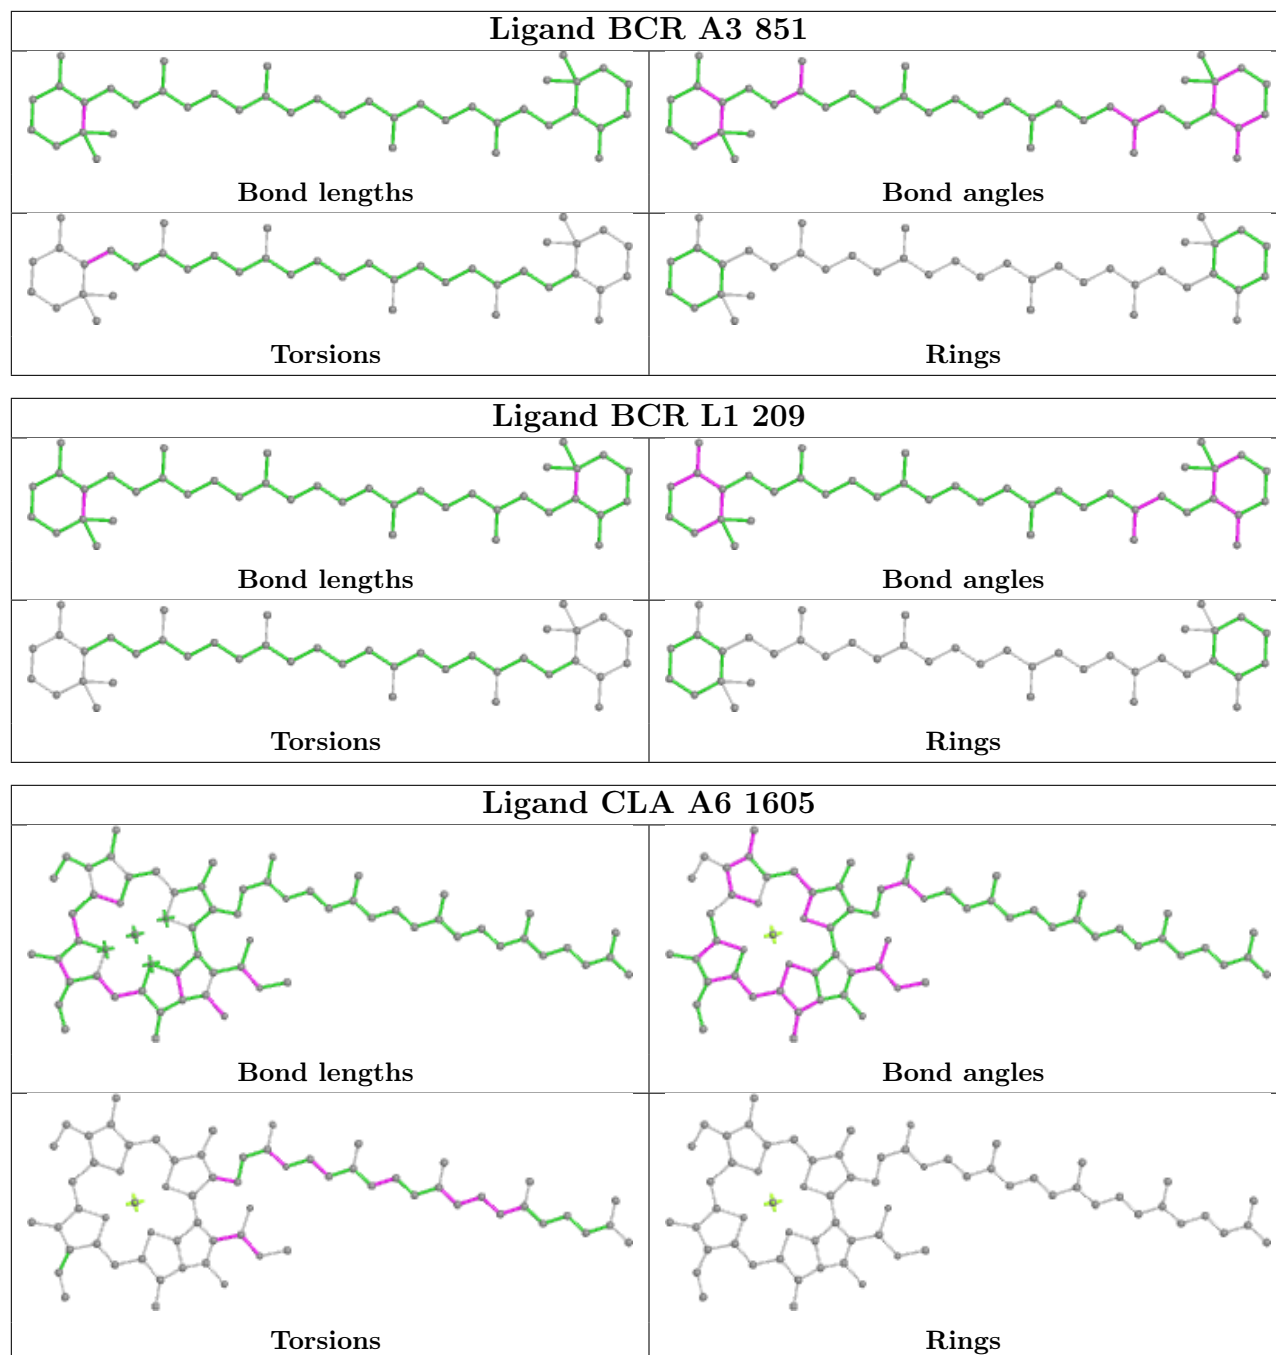 Ligand BCR A3 851
Bond lengths
Bond angles
Torsions
Rings
Ligand BCR L1 209
Bond lengths
Bond angles
Torsions
Rings
Ligand CLA A6 1605
Bond lengths
Bond angles
Torsions
Rings